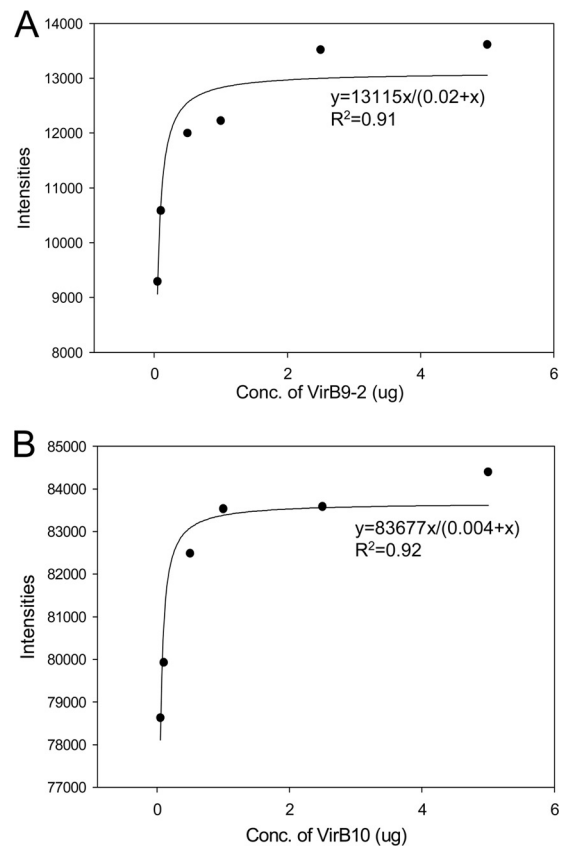 A
14000
13000
12000
11000
10000
9000
8000
Intensities
y=13115x/(0.02+x)
R²=0.91
0 2 4 6
Conc. of VirB9-2 (ug)
B
85000
84000
83000
82000
81000
80000
79000
78000
77000
Intensities
y=83677x/(0.004+x)
R²=0.92
0 2 4 6
Conc. of VirB10 (ug)